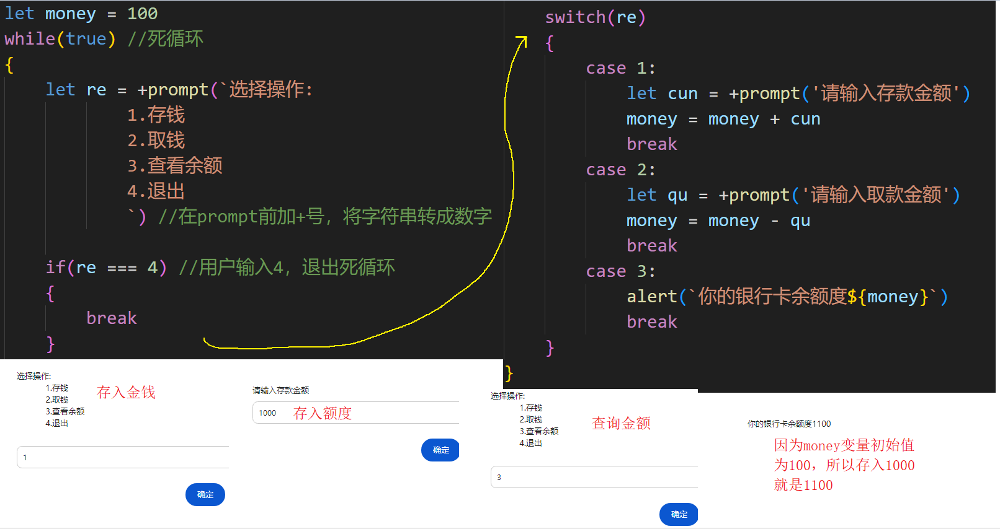 let money = 100
while(true) //死循环
{
let re = +prompt(`选择操作:
1.存钱
2.取钱
3.查看余额
4.退出
`) //在prompt前加+号，将字符串转成数字
if(re === 4) //用户输入4，退出死循环
{
break
}
switch(re)
{
case 1:
let cun = +prompt('请输入存款金额')
money = money + cun
break
case 2:
let qu = +prompt('请输入取款金额')
money = money - qu
break
case 3:
alert(`你的银行卡余额度${money}`)
break
}
}
选择操作:
1.存钱
2.取钱
3.查看余额
4.退出
存入金钱
1
确定
请输入存款金额
1000
存入额度
确定
选择操作:
1.存钱
2.取钱
3.查看余额
4.退出
查询金额
3
确定
你的银行卡余额度1100
因为money变量初始值
为100，所以存入1000
就是1100